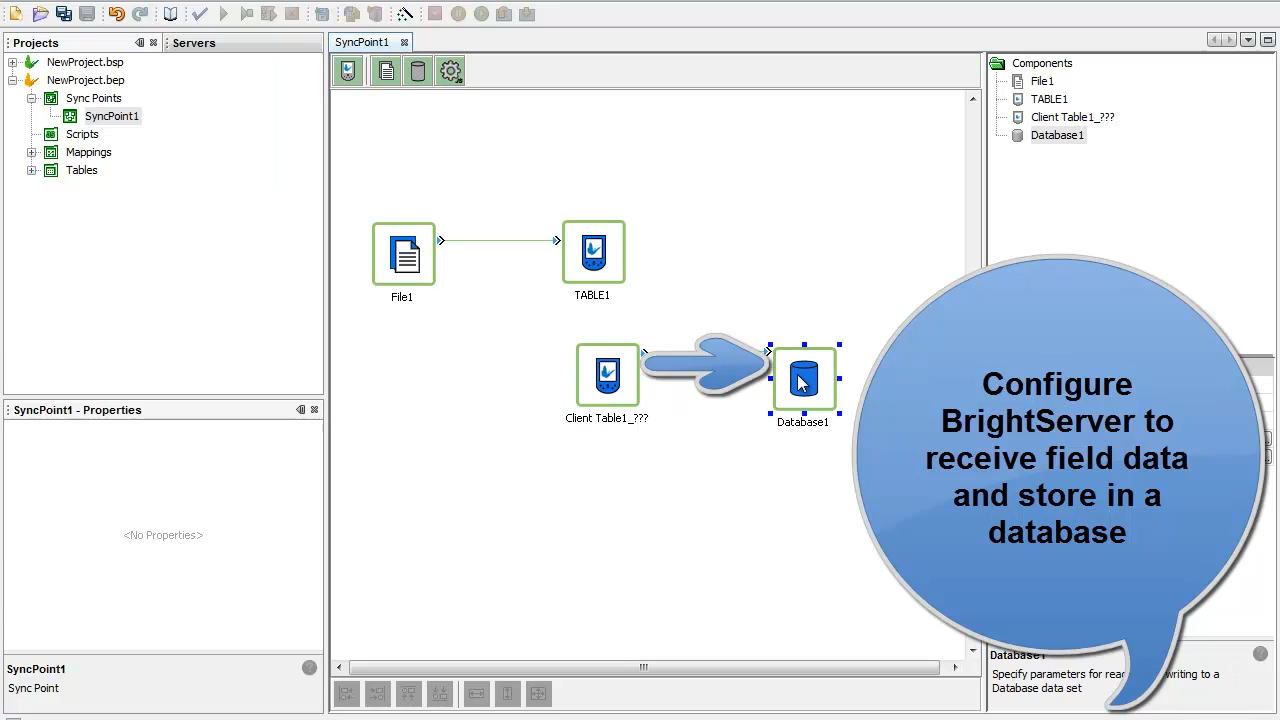 Projects
Servers
SyncPoint1
NewProject.bsp
NewProject.bep
Sync Points
SyncPoint1
Scripts
Mappings
Tables
Components
File1
TABLE1
Client Table1_???
Database1
File1
TABLE1
Client Table1_???
Database1
Configure
BrightServer to
receive field data
and store in a
database
SyncPoint1 - Properties
<No Properties>
SyncPoint1
Sync Point
Database1
Specify parameters for writing to a
Database data set